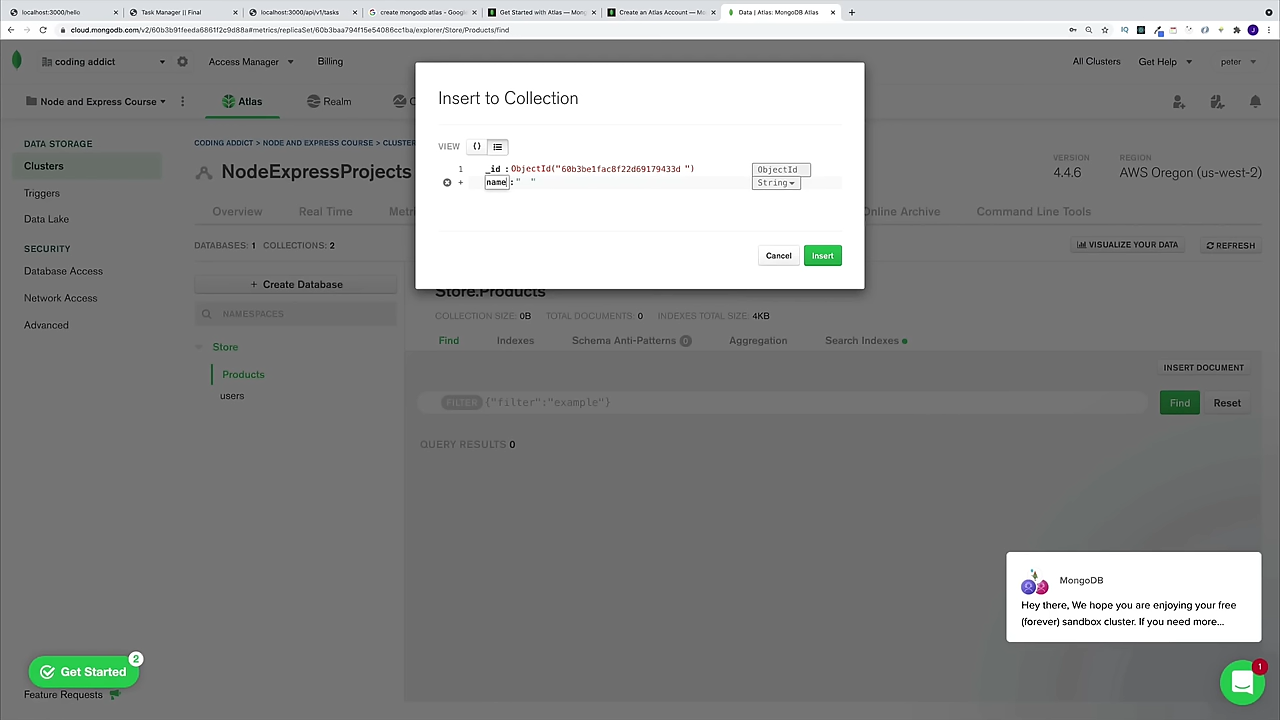 localhost:3000/hello
Task Manager || Final
localhost:3000/api/v1/tasks
create mongodb atlas - Goog
Get Started with Atlas — Mon
Create an Atlas Account — Mo
Data | Atlas: MongoDB Atlas
cloud.mongodb.com/v2/60b3b91feeda6861f2c9d88a#metrics/replicaSet/60b3baa794f15e54086cc1ba/explorer/Store/Products/find
coding addict
Access Manager
Billing
All Clusters
Get Help
peter
Node and Express Course
Atlas
Realm
C
Insert to Collection
VIEW
{}
1
_id :ObjectId("60b3be1fac8f22d69179433d ")
ObjectId
+
name:" "
String
Cancel
Insert
DATA STORAGE
Clusters
Triggers
Data Lake
SECURITY
Database Access
Network Access
Advanced
CODING ADDICT > NODE AND EXPRESS COURSE > CLUSTER
NodeExpressProjects
VERSION
4.4.6
REGION
AWS Oregon (us-west-2)
Overview
Real Time
Metri
Online Archive
Command Line Tools
DATABASES: 1 COLLECTIONS: 2
VISUALIZE YOUR DATA
REFRESH
+ Create Database
NAMESPACES
Store
Products
users
Store.Products
COLLECTION SIZE: 0B TOTAL DOCUMENTS: 0 INDEXES TOTAL SIZE: 4KB
Find
Indexes
Schema Anti-Patterns 0
Aggregation
Search Indexes
INSERT DOCUMENT
FILTER {"filter":"example"}
Find
Reset
QUERY RESULTS 0
MongoDB
Hey there, We hope you are enjoying your free
(forever) sandbox cluster. If you need more...
Get Started
2
Feature Requests
1